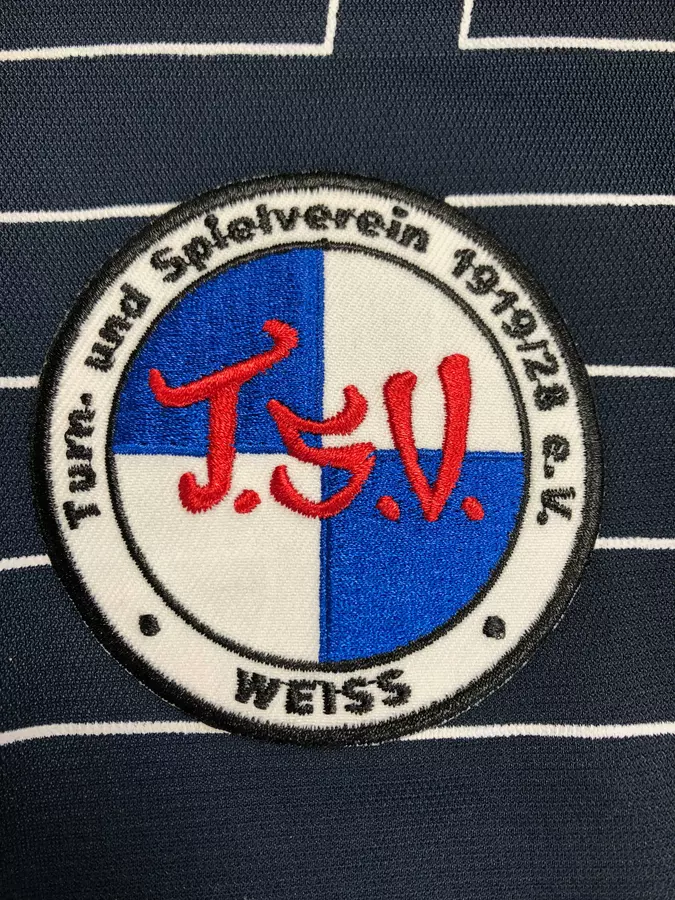 Turn- und Spielverein 1919/28 e.V.
T.S.V.
WEISS